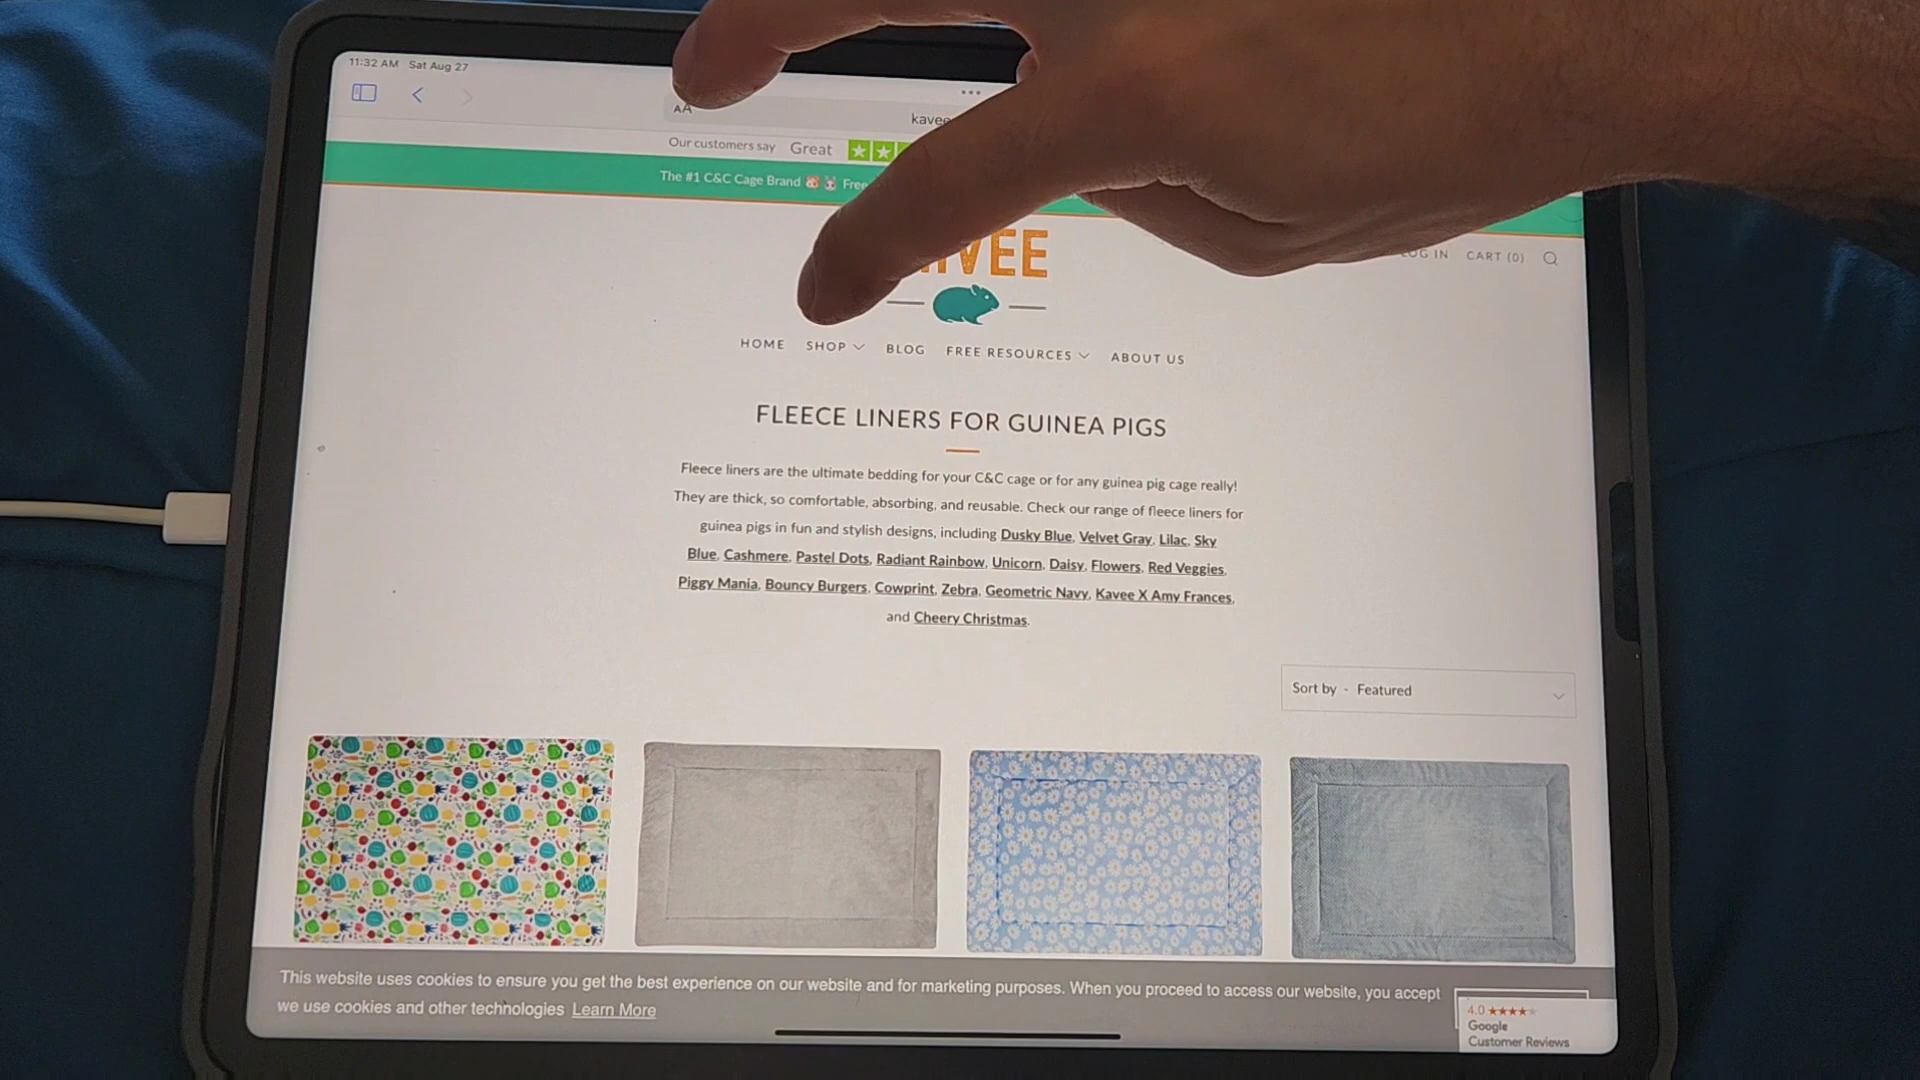 11:32 AM Sat Aug 27
AA
kavee
Our customers say Great
The #1 C&C Cage Brand Free
VEE
LOG IN CART (0)
HOME SHOP BLOG FREE RESOURCES ABOUT US
FLEECE LINERS FOR GUINEA PIGS
Fleece liners are the ultimate bedding for your C&C cage or for any guinea pig cage really!
They are thick, so comfortable, absorbing, and reusable. Check our range of fleece liners for
guinea pigs in fun and stylish designs, including Dusky Blue, Velvet Gray, Lilac, Sky
Blue, Cashmere, Pastel Dots, Radiant Rainbow, Unicorn, Daisy, Flowers, Red Veggies,
Piggy Mania, Bouncy Burgers, Cowprint, Zebra, Geometric Navy, Kavee X Amy Frances,
and Cheery Christmas.
Sort by - Featured
This website uses cookies to ensure you get the best experience on our website and for marketing purposes. When you proceed to access our website, you accept
we use cookies and other technologies Learn More
4.0
Google
Customer Reviews